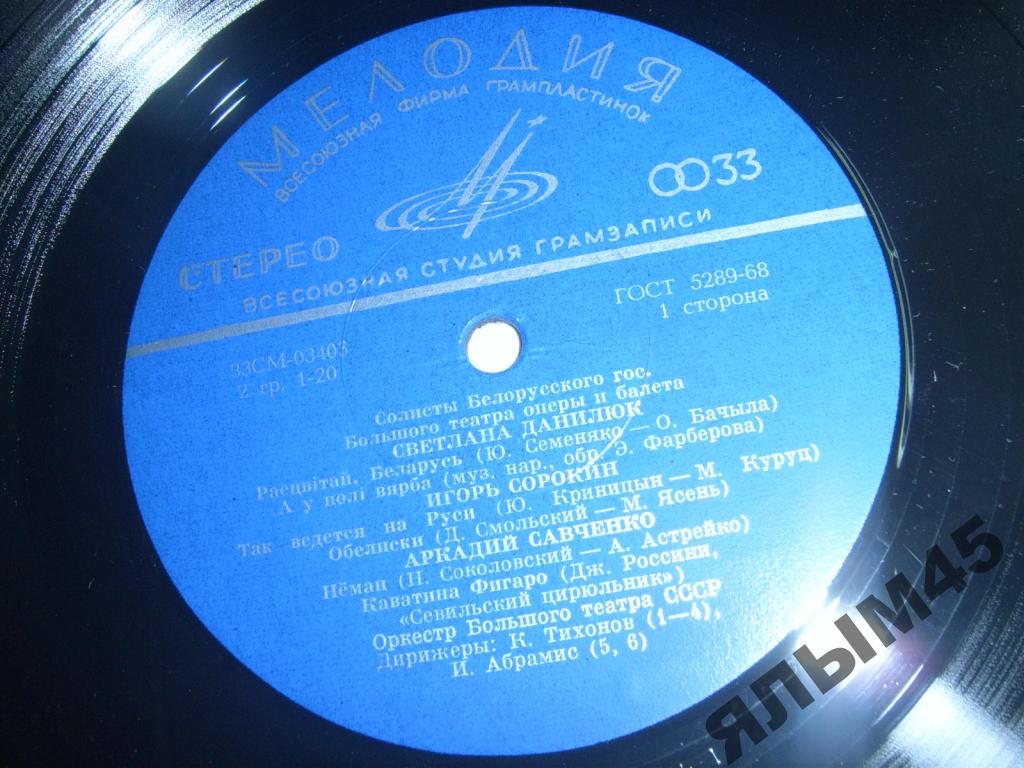 МЕЛОДИЯ
ВСЕСОЮЗНАЯ ФИРМА ГРАМПЛАСТИНОК
СТЕРЕО
33
ВСЕСОЮЗНАЯ СТУДИЯ ГРАМЗАПИСИ
33СМ-03403
2 гр. 1-20
ГОСТ 5289-68
1 сторона
Солисты Белорусского гос.
Большого театра оперы и балета
СВЕТЛАНА ДАНИЛЮК
Расцвітай, Беларусь (Ю. Семеняко — О. Бачыла)
А у полі вярба (муз. нар., обр. Э. Фарберова)
ИГОРЬ СОРОКИН
Так ведется на Руси (Ю. Криницын — М. Куруц)
Обелиски (Д. Смольский — М. Ясень)
АРКАДИЙ САВЧЕНКО
Нёман (Н. Соколовский — А. Астрейко)
Каватина Фигаро (Дж. Россини,
«Севильский цирюльник»)
Оркестр Большого театра СССР
Дирижеры: К. Тихонов (1—4),
И. Абрамис (5, 6)
ЯЛЫМ45